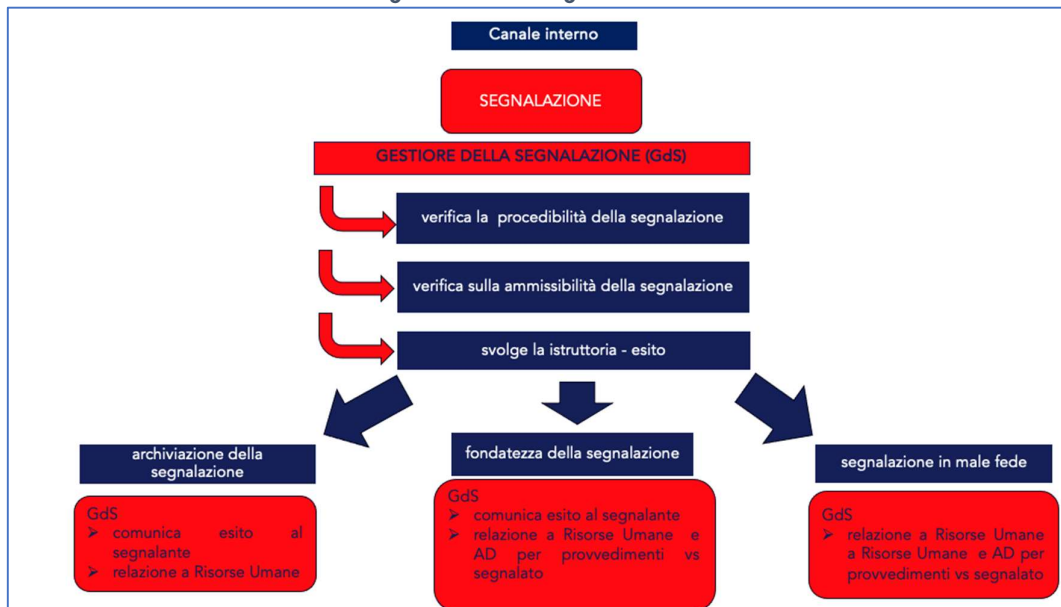 Canale interno
SEGNALAZIONE
GESTIORE DELLA SEGNALAZIONE (GdS)
verifica la procedibilità della segnalazione
verifica sulla ammissibilità della segnalazione
svolge la istruttoria - esito
archiviazione della
segnalazione
GdS
➢ comunica esito al
segnalante
➢ relazione a Risorse Umane
fondatezza della segnalazione
GdS
➢ comunica esito al segnalante
➢ relazione a Risorse Umane e
AD per provvedimenti vs
segnalato
segnalazione in male fede
GdS
➢ relazione a Risorse Umane
a Risorse Umane e AD per
provvedimenti vs segnalato